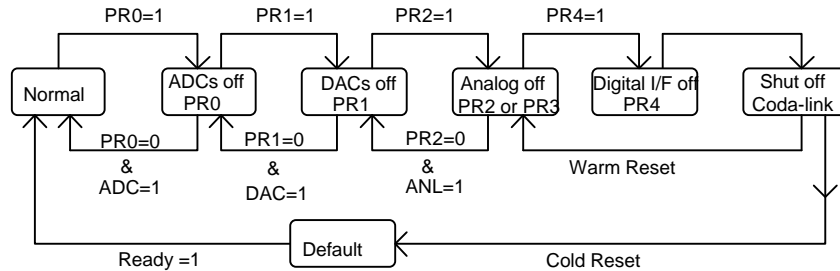 PR0=1
PR1=1
PR2=1
PR4=1
Normal
ADCs off
PR0
DACs off
PR1
Analog off
PR2 or PR3
Digital I/F off
PR4
Shut off
Coda-link
PR0=0
&
ADC=1
PR1=0
&
DAC=1
PR2=0
&
ANL=1
Warm Reset
Ready =1
Default
Cold Reset